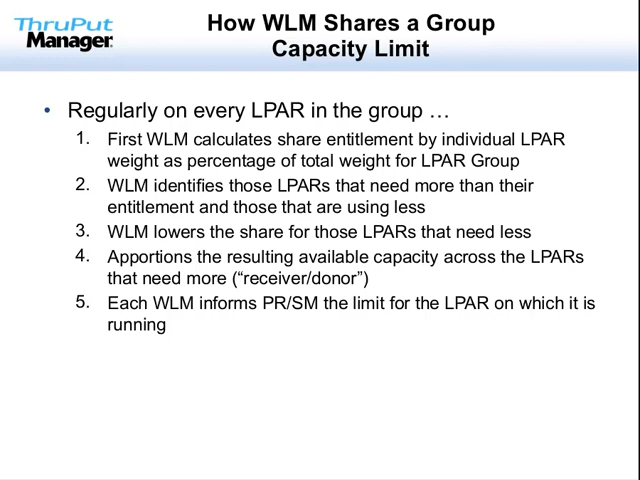 ThruPut
Manager®
How WLM Shares a Group
Capacity Limit
• Regularly on every LPAR in the group …
1. First WLM calculates share entitlement by individual LPAR
weight as percentage of total weight for LPAR Group
2. WLM identifies those LPARs that need more than their
entitlement and those that are using less
3. WLM lowers the share for those LPARs that need less
4. Apportions the resulting available capacity across the LPARs
that need more (“receiver/donor”)
5. Each WLM informs PR/SM the limit for the LPAR on which it is
running